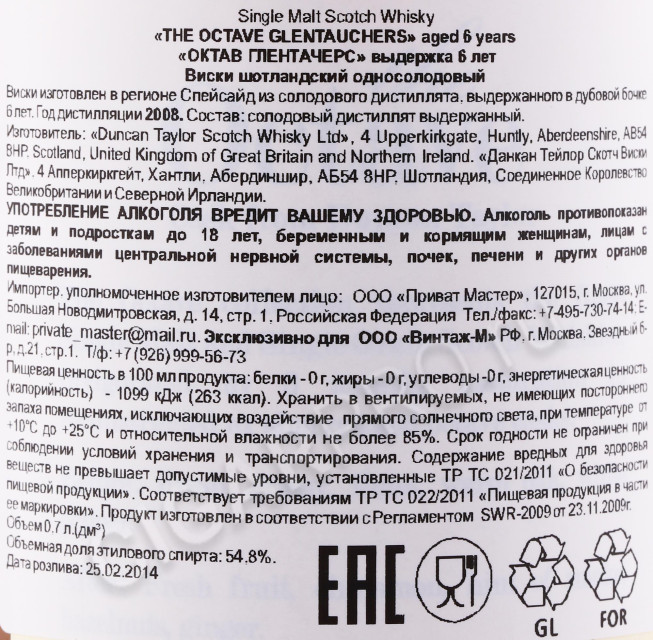 Single Malt Scotch Whisky
«THE OCTAVE GLENTAUCHERS» aged 6 years
«ОКТАВ ГЛЕНТАЧЕРС» выдержка 6 лет
Виски шотландский односолодовый
Виски изготовлен в регионе Спейсайд из солодового дистиллята, выдержанного в дубовой бочке
6 лет. Год дистилляции 2008. Состав: солодовый дистиллят выдержанный.
Изготовитель: «Duncan Taylor Scotch Whisky Ltd», 4 Upperkirkgate, Huntly, Aberdeenshire, AB54
8HP, Scotland, United Kingdom of Great Britain and Northern Ireland. «Данкан Тейлор Скотч Виски
Лтд». 4 Апперкиркгейт, Хантли, Абердиншир, АБ54 8HP, Шотландия, Соединенное Королевство
Великобритании и Северной Ирландии.
УПОТРЕБЛЕНИЕ АЛКОГОЛЯ ВРЕДИТ ВАШЕМУ ЗДОРОВЬЮ. Алкоголь противопоказан
детям и подросткам до 18 лет, беременным и кормящим женщинам, лицам с
заболеваниями центральной нервной системы, почек, печени и других органов
пищеварения.
Импортер, уполномоченное изготовителем лицо: ООО «Приват Мастер», 127015, г. Москва, ул.
Большая Новодмитровская, д. 14, стр. 1, Российская Федерация Тел./факс: +7-495-730-74-14; E-
mail: private_master@mail.ru. Эксклюзивно для ООО «Винтаж-М» РФ, г. Москва. Звездный б-
р, д.21, стр.1. Т/ф: +7 (926) 999-56-73
Пищевая ценность в 100 мл продукта: белки - 0 г, жиры - 0 г, углеводы - 0 г, энергетическая ценность
(калорийность) - 1099 кДж (263 ккал). Хранить в вентилируемых, не имеющих постороннего
запаха помещениях, исключающих воздействие прямого солнечного света, при температуре от
+10°С до +25°С и относительной влажности не более 85%. Срок годности не ограничен при
соблюдении условий хранения и транспортирования. Содержание вредных для здоровья
веществ не превышает допустимые уровни, установленные ТР ТС 021/2011 «О безопасности
пищевой продукции». Соответствует требованиям ТР ТС 022/2011 «Пищевая продукция в части
ее маркировки». Продукт изготовлен в соответствии с Регламентом SWR-2009 от 23.11.2009г.
Объем 0.7 л.(дм³)
Объемная доля этилового спирта: 54,8%.
Дата розлива: 25.02.2014
EAC
GL
FOR